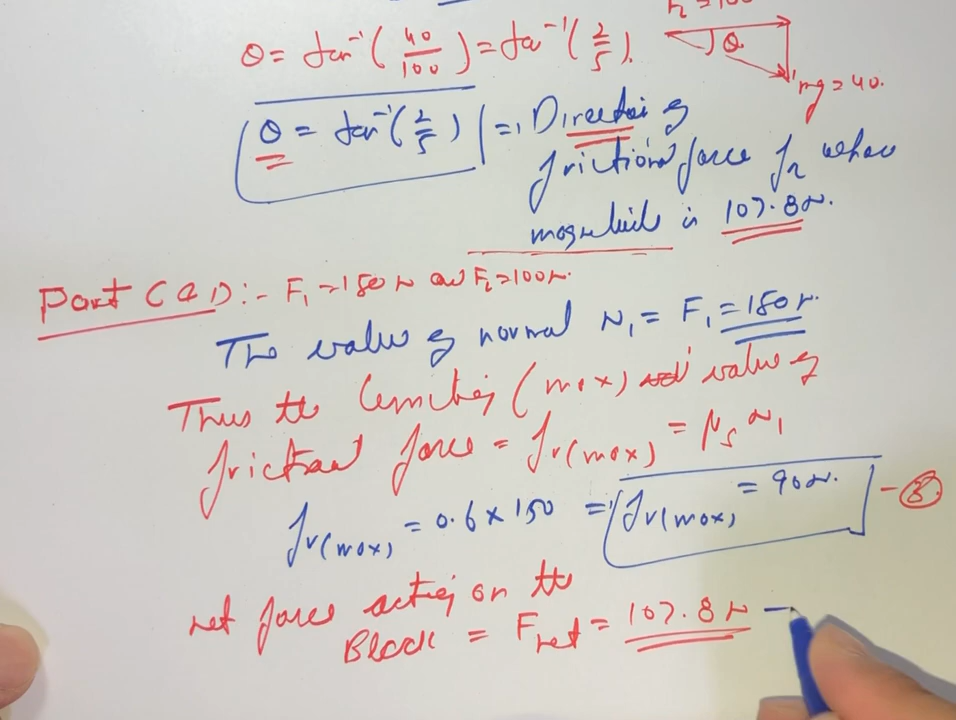 F₂ = 100
θ = tan⁻¹(40/100) = tan⁻¹(2/5).
θ
mg = 40.
θ = tan⁻¹(2/5) =, Direction of
frictional force fr whose
magnitude is 107.8 N.
Part C & D :- F₁ = 150 N and F₂ = 100 N.
The value of normal N₁ = F₁ = 150 N.
Thus the limiting (max) value of
frictional force = fr(max) = μs N₁
fr(max) = 0.6 × 150 = fr(max) = 90 N. - 8.
net force acting on the
Block = Fnet = 107.8 N -